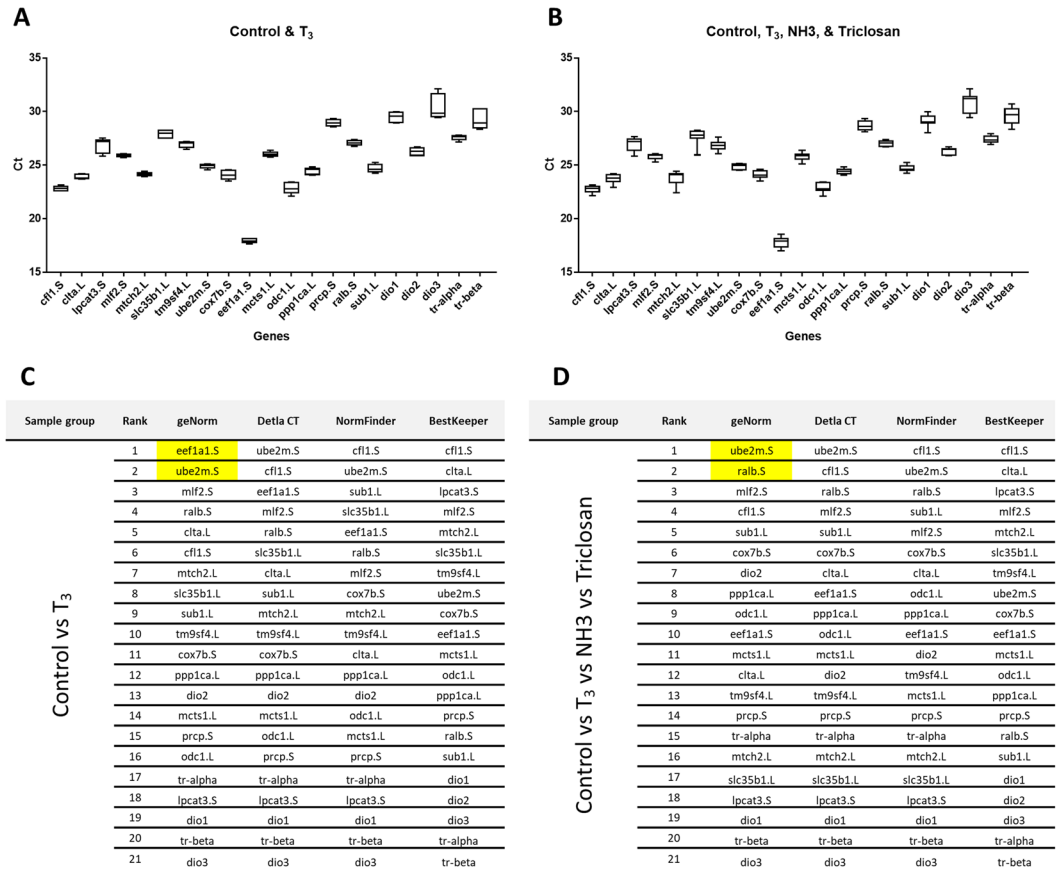 A
Control & T3
35
30
25
20
15
Ct
cfl1.S
clta.L
lpcat3.S
mlf2.S
mtch2.L
slc35b1.L
tm9sf4.L
ube2m.S
cox7b.S
eef1a1.S
mcts1.L
odc1.L
ppp1ca.L
prcp.S
ralb.S
sub1.L
dio1
dio2
dio3
tr-alpha
tr-beta
Genes
B
Control, T3, NH3, & Triclosan
35
30
25
20
15
Ct
cfl1.S
clta.L
lpcat3.S
mlf2.S
mtch2.L
slc35b1.L
tm9sf4.L
ube2m.S
cox7b.S
eef1a1.S
mcts1.L
odc1.L
ppp1ca.L
prcp.S
ralb.S
sub1.L
dio1
dio2
dio3
tr-alpha
tr-beta
Genes
C
Sample group Rank geNorm Detla CT NormFinder BestKeeper
Control vs T3
1 eef1a1.S ube2m.S cfl1.S cfl1.S
2 ube2m.S cfl1.S ube2m.S clta.L
3 mlf2.S eef1a1.S sub1.L lpcat3.S
4 ralb.S mlf2.S slc35b1.L mlf2.S
5 clta.L ralb.S eef1a1.S mtch2.L
6 cfl1.S slc35b1.L ralb.S slc35b1.L
7 mtch2.L clta.L mlf2.S tm9sf4.L
8 slc35b1.L sub1.L cox7b.S ube2m.S
9 sub1.L mtch2.L mtch2.L cox7b.S
10 tm9sf4.L tm9sf4.L tm9sf4.L eef1a1.S
11 cox7b.S cox7b.S clta.L mcts1.L
12 ppp1ca.L ppp1ca.L ppp1ca.L odc1.L
13 dio2 dio2 dio2 ppp1ca.L
14 mcts1.L mcts1.L odc1.L prcp.S
15 prcp.S odc1.L mcts1.L ralb.S
16 odc1.L prcp.S prcp.S sub1.L
17 tr-alpha tr-alpha tr-alpha dio1
18 lpcat3.S lpcat3.S lpcat3.S dio2
19 dio1 dio1 dio1 dio3
20 tr-beta tr-beta tr-beta tr-alpha
21 dio3 dio3 dio3 tr-beta
D
Sample group Rank geNorm Detla CT NormFinder BestKeeper
Control vs T3 vs NH3 vs Triclosan
1 ube2m.S ube2m.S cfl1.S cfl1.S
2 ralb.S cfl1.S ube2m.S clta.L
3 mlf2.S ralb.S ralb.S lpcat3.S
4 cfl1.S mlf2.S sub1.L mlf2.S
5 sub1.L sub1.L mlf2.S mtch2.L
6 cox7b.S cox7b.S cox7b.S slc35b1.L
7 dio2 clta.L clta.L tm9sf4.L
8 ppp1ca.L eef1a1.S odc1.L ube2m.S
9 odc1.L ppp1ca.L ppp1ca.L cox7b.S
10 eef1a1.S odc1.L eef1a1.S eef1a1.S
11 mcts1.L mcts1.L dio2 mcts1.L
12 clta.L dio2 tm9sf4.L odc1.L
13 tm9sf4.L tm9sf4.L mcts1.L ppp1ca.L
14 prcp.S prcp.S prcp.S prcp.S
15 tr-alpha tr-alpha tr-alpha ralb.S
16 mtch2.L mtch2.L mtch2.L sub1.L
17 slc35b1.L slc35b1.L slc35b1.L dio1
18 lpcat3.S lpcat3.S lpcat3.S dio2
19 dio1 dio1 dio1 dio3
20 tr-beta tr-beta tr-beta tr-alpha
21 dio3 dio3 dio3 tr-beta